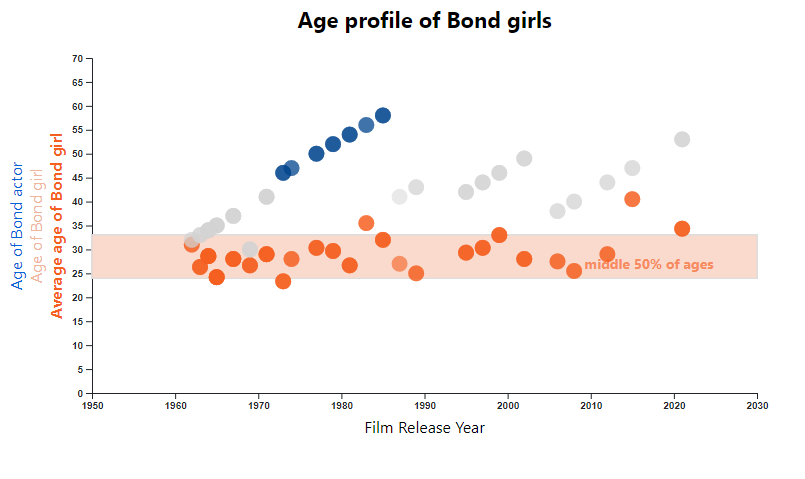 Age profile of Bond girls
Age of Bond actor
Age of Bond girl
Average age of Bond girl
70
65
60
55
50
45
40
35
30
25
20
15
10
5
0
middle 50% of ages
1950 1960 1970 1980 1990 2000 2010 2020 2030
Film Release Year